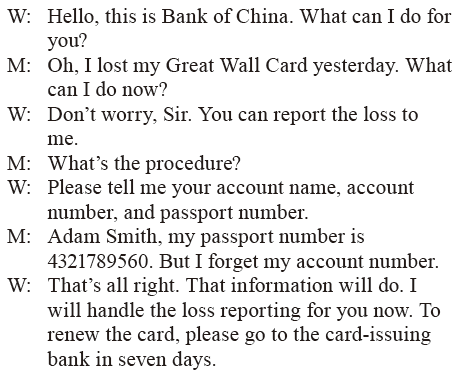 W: Hello, this is Bank of China. What can I do for
you?
M: Oh, I lost my Great Wall Card yesterday. What
can I do now?
W: Don’t worry, Sir. You can report the loss to
me.
M: What’s the procedure?
W: Please tell me your account name, account
number, and passport number.
M: Adam Smith, my passport number is
4321789560. But I forget my account number.
W: That’s all right. That information will do. I
will handle the loss reporting for you now. To
renew the card, please go to the card-issuing
bank in seven days.